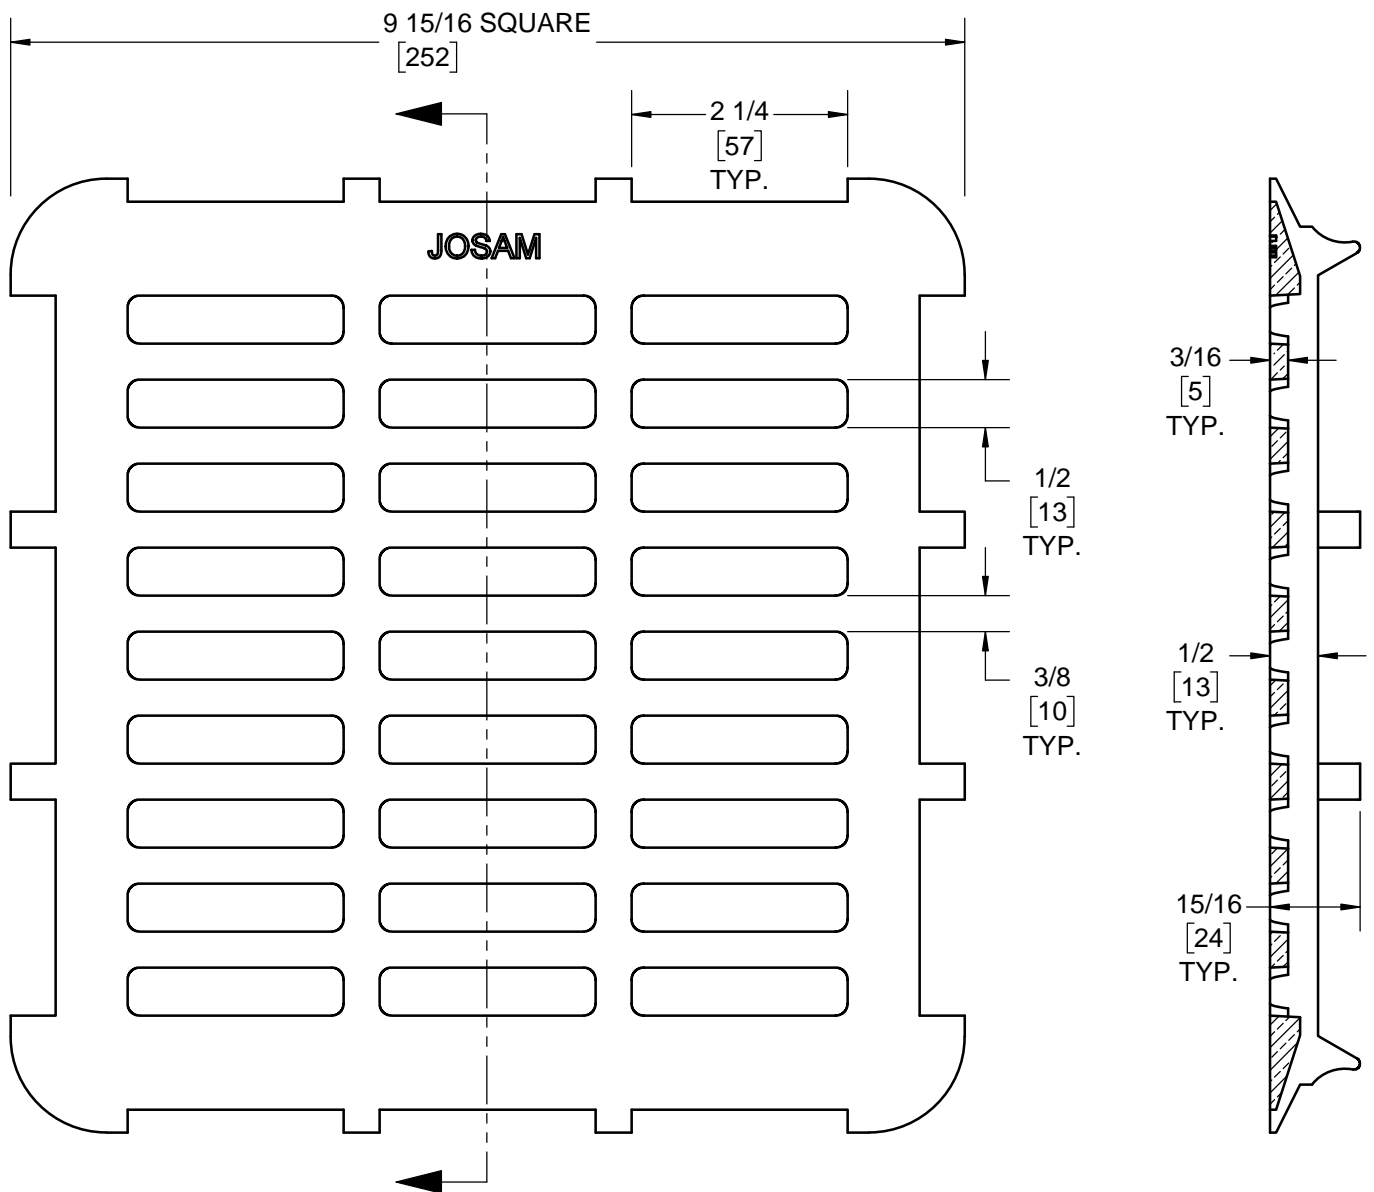 9 15/16 SQUARE
[252]
2 1/4
[57]
TYP.
JOSAM
1/2
[13]
TYP.
3/8
[10]
TYP.
3/16
[5]
TYP.
1/2
[13]
TYP.
15/16
[24]
TYP.